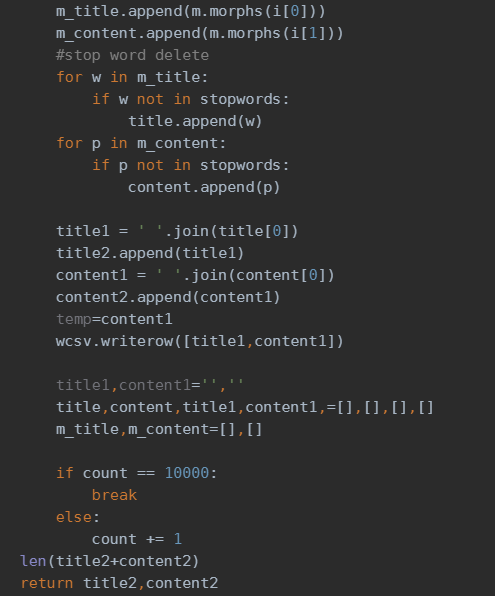 m_title.append(m.morphs(i[0]))
m_content.append(m.morphs(i[1]))
#stop word delete
for w in m_title:
if w not in stopwords:
title.append(w)
for p in m_content:
if p not in stopwords:
content.append(p)
title1 = ' '.join(title[0])
title2.append(title1)
content1 = ' '.join(content[0])
content2.append(content1)
temp=content1
wcsv.writerow([title1,content1])
title1,content1='',''
title,content,title1,content1,=[],[],[],[]
m_title,m_content=[],[]
if count == 10000:
break
else:
count += 1
len(title2+content2)
return title2,content2